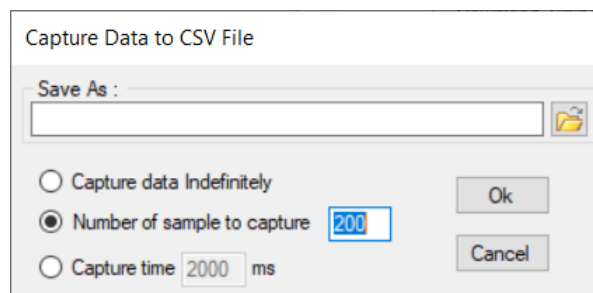 Capture Data to CSV File
Save As :
Capture data Indefinitely
Ok
Number of sample to capture 200
Cancel
Capture time 2000 ms